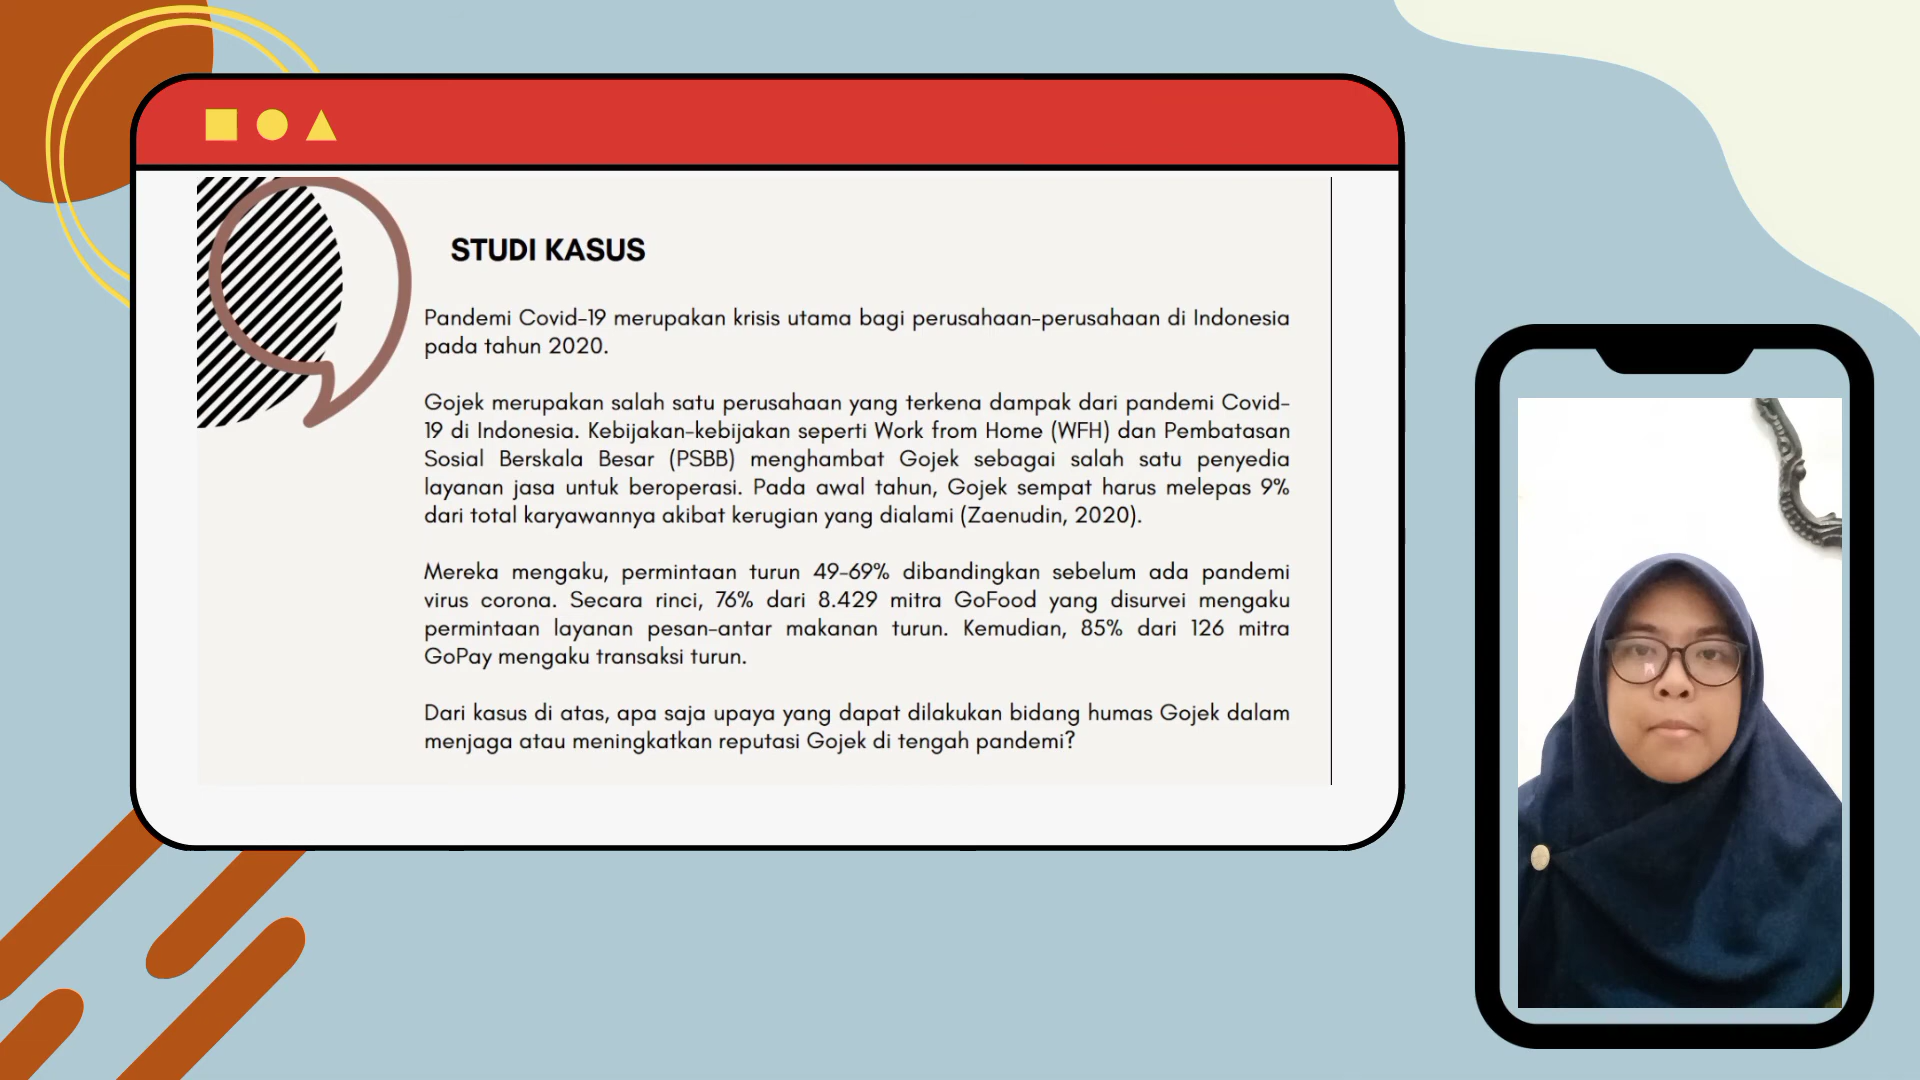 STUDI KASUS
Pandemi Covid-19 merupakan krisis utama bagi perusahaan-perusahaan di Indonesia
pada tahun 2020.
Gojek merupakan salah satu perusahaan yang terkena dampak dari pandemi Covid-
19 di Indonesia. Kebijakan-kebijakan seperti Work from Home (WFH) dan Pembatasan
Sosial Berskala Besar (PSBB) menghambat Gojek sebagai salah satu penyedia
layanan jasa untuk beroperasi. Pada awal tahun, Gojek sempat harus melepas 9%
dari total karyawannya akibat kerugian yang dialami (Zaenudin, 2020).
Mereka mengaku, permintaan turun 49-69% dibandingkan sebelum ada pandemi
virus corona. Secara rinci, 76% dari 8.429 mitra GoFood yang disurvei mengaku
permintaan layanan pesan-antar makanan turun. Kemudian, 85% dari 126 mitra
GoPay mengaku transaksi turun.
Dari kasus di atas, apa saja upaya yang dapat dilakukan bidang humas Gojek dalam
menjaga atau meningkatkan reputasi Gojek di tengah pandemi?